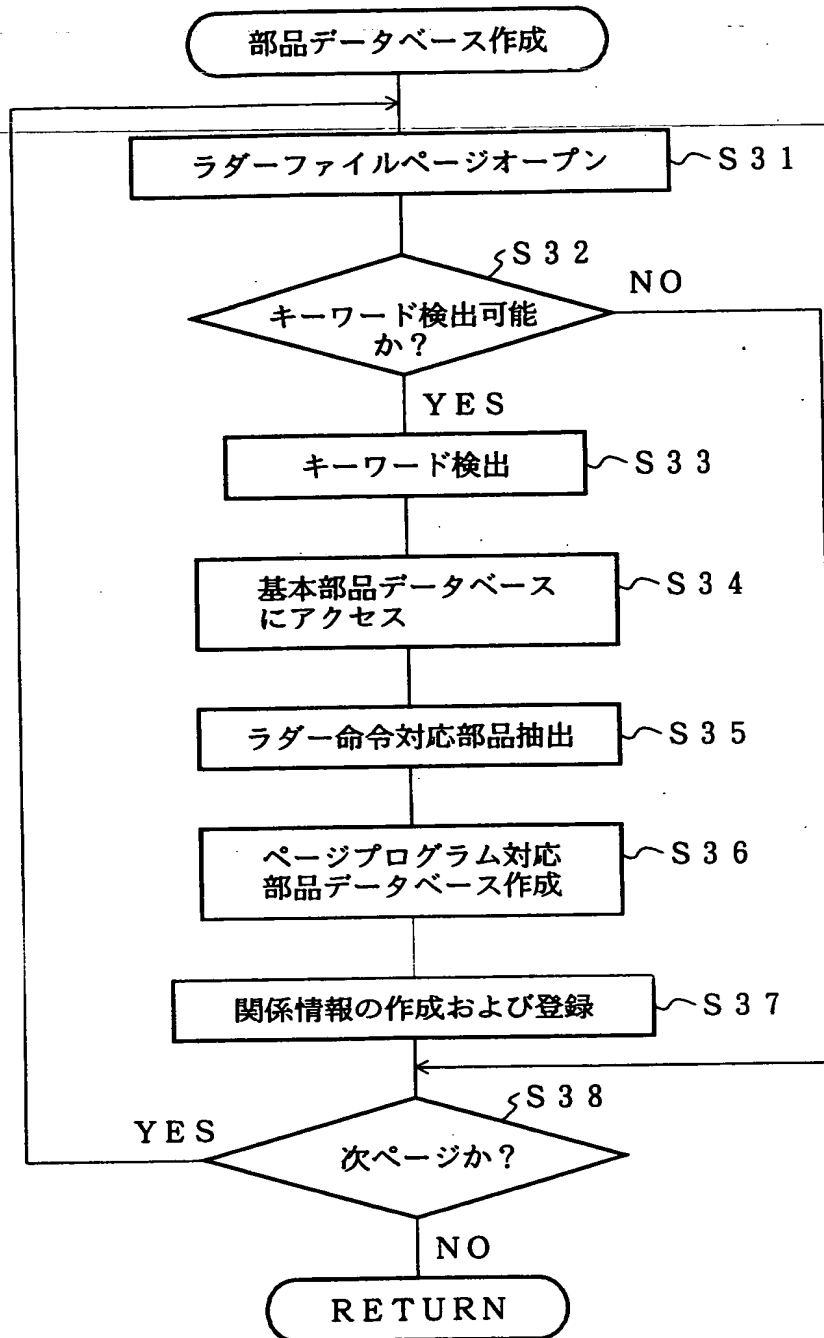 部品データベース作成
ラダーファイルページオープン
S31
S32
キーワード検出可能
か?
NO
YES
キーワード検出
S33
基本部品データベース
にアクセス
S34
ラダー命令対応部品抽出
S35
ページプログラム対応
部品データベース作成
S36
関係情報の作成および登録
S37
S38
YES
次ページか?
NO
RETURN